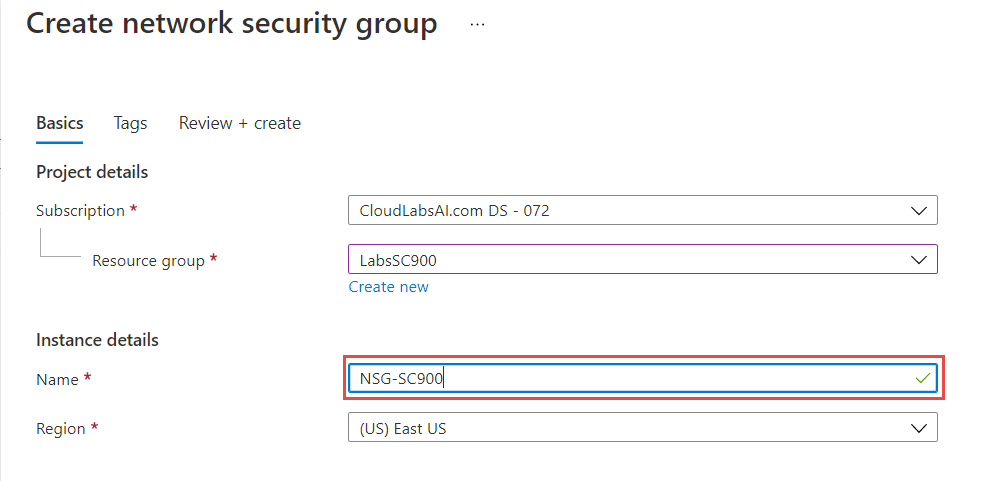 Create network security group ...
Basics Tags Review + create
Project details
Subscription * CloudLabsAI.com DS - 072
Resource group * LabsSC900
Create new
Instance details
Name * NSG-SC900
Region * (US) East US